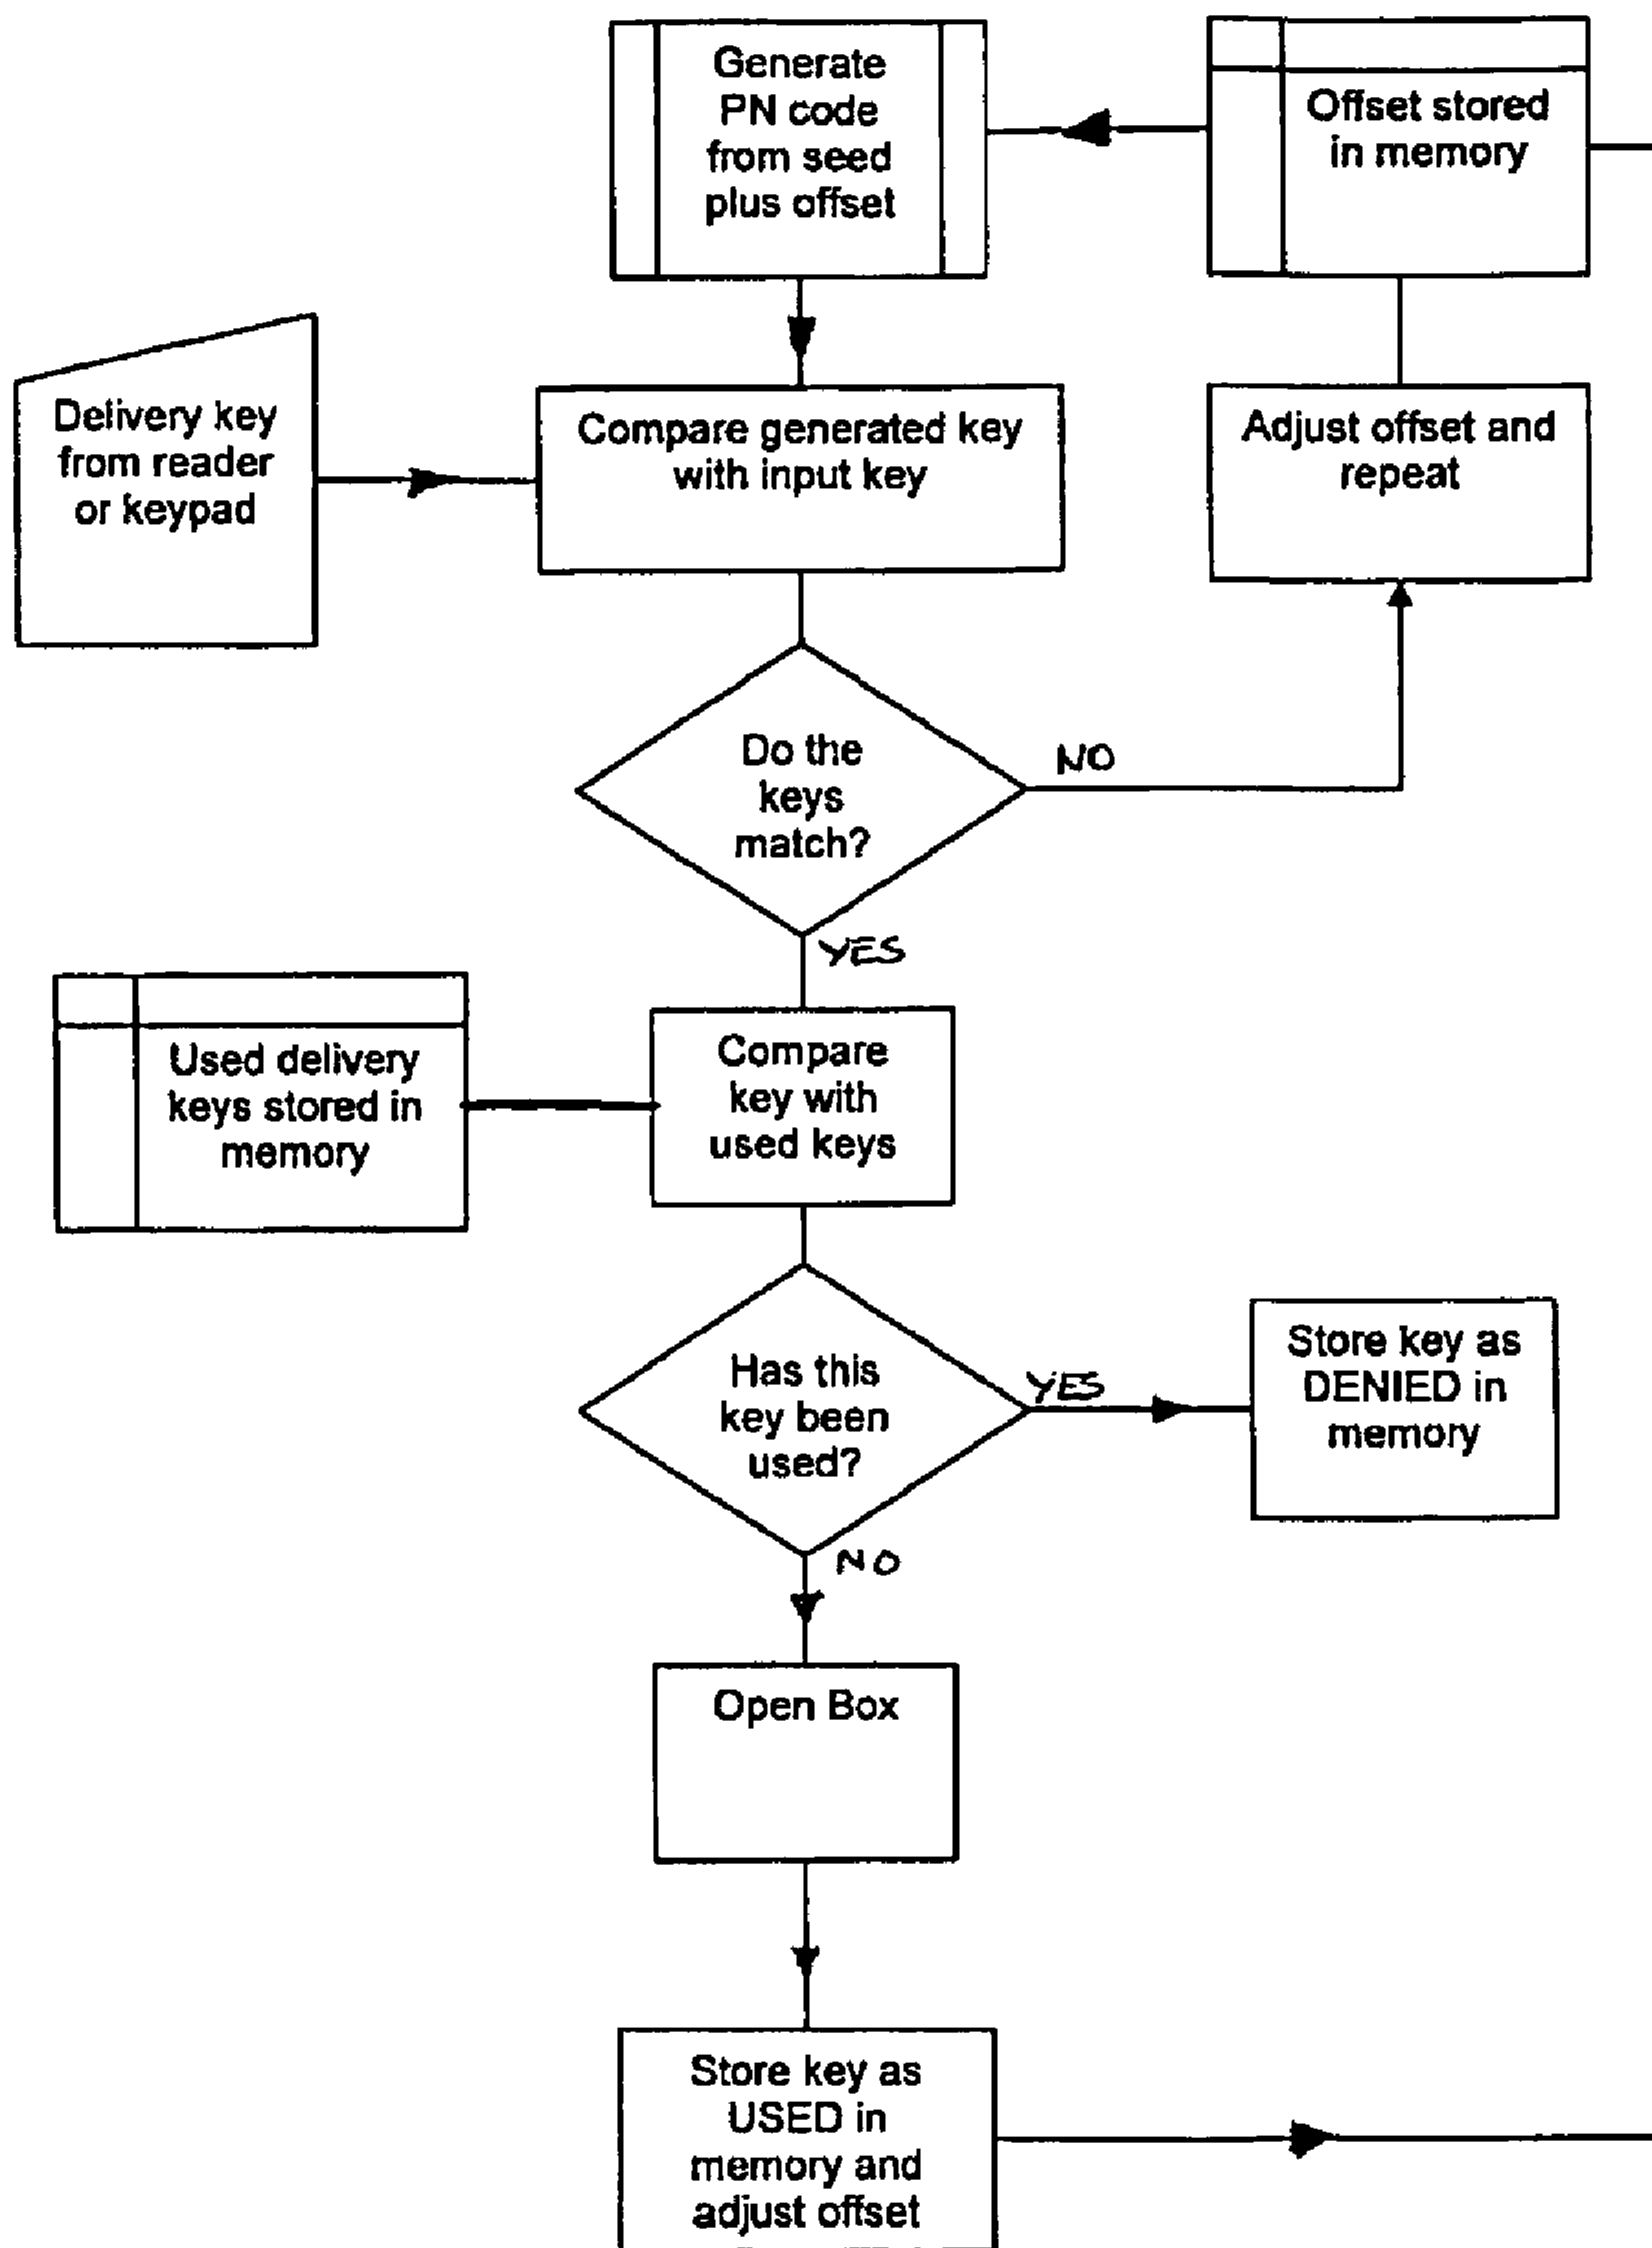 Generate
PN code
from seed
plus offset
Offset stored
in memory
Delivery key
from reader
or keypad
Compare generated key
with input key
Adjust offset and
repeat
Do the
keys
match?
NO
YES
Used delivery
keys stored in
memory
Compare
key with
used keys
Has this
key been
used?
YES
Store key as
DENIED in
memory
NO
Open Box
Store key as
USED in
memory and
adjust offset